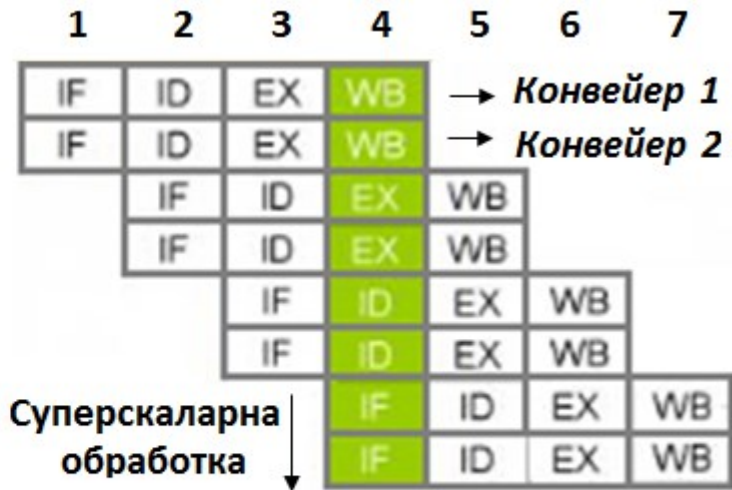 1 2 3 4 5 6 7
IF ID EX WB → Конвейер 1
IF ID EX WB → Конвейер 2
IF ID EX WB
IF ID EX WB
IF ID EX WB
IF ID EX WB
IF ID EX WB
IF ID EX WB
Суперскаларна
обработка